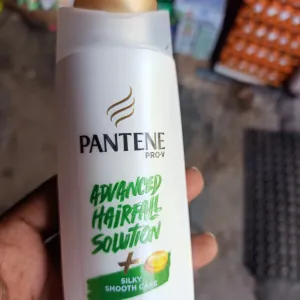 PANTENE
PRO-V
ADVANCED
HAIRFALL
SOLUTION
+
SILKY
SMOOTH CARE